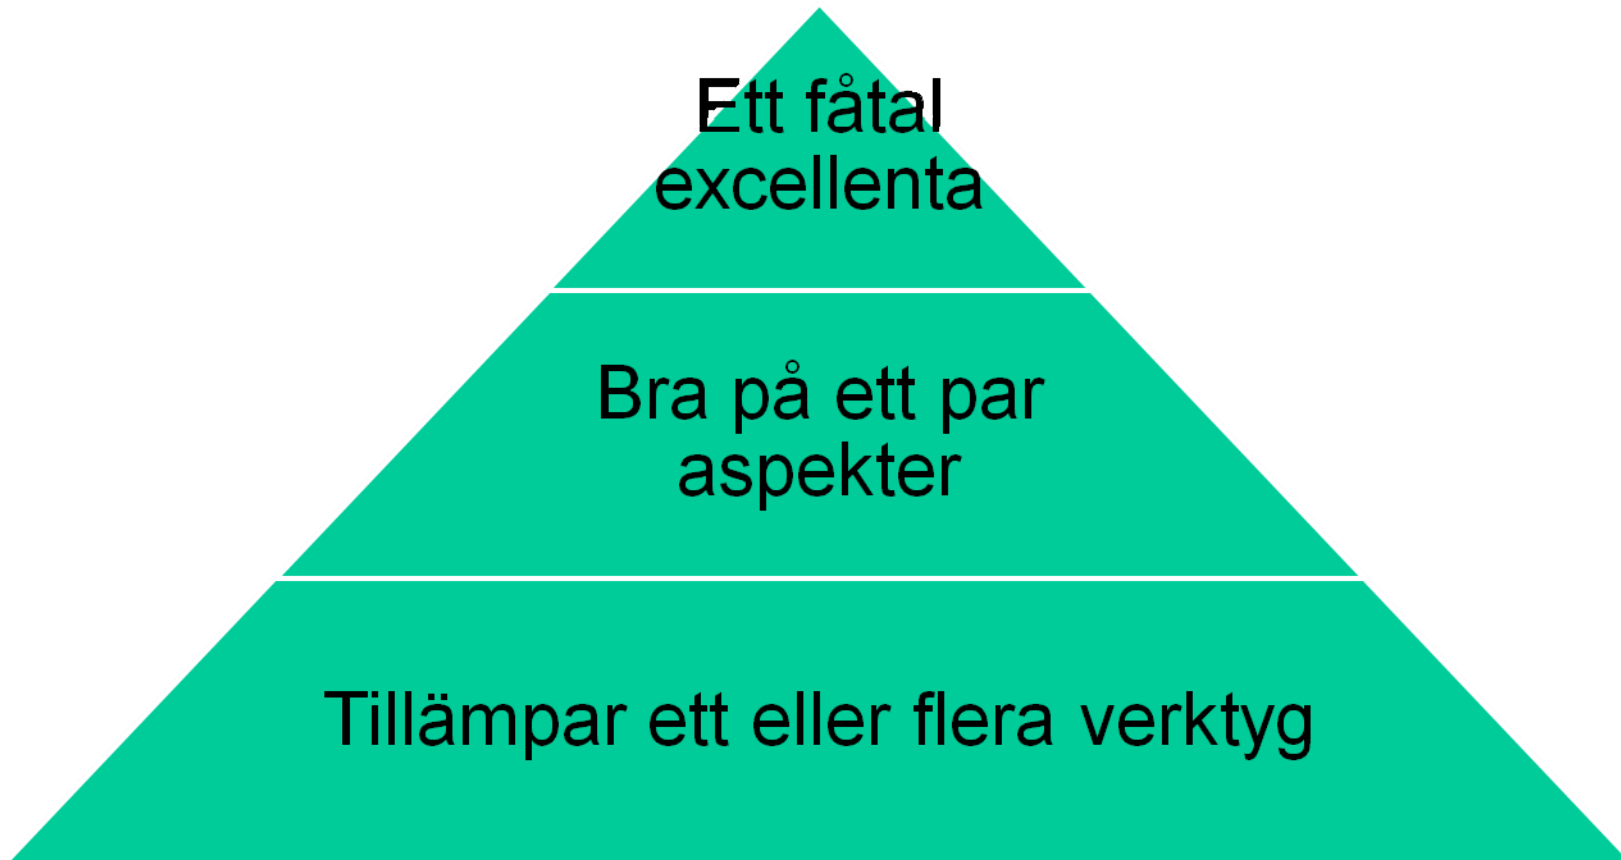 Ett fåtal
excellenta
Bra på ett par
aspekter
Tillämpar ett eller flera verktyg